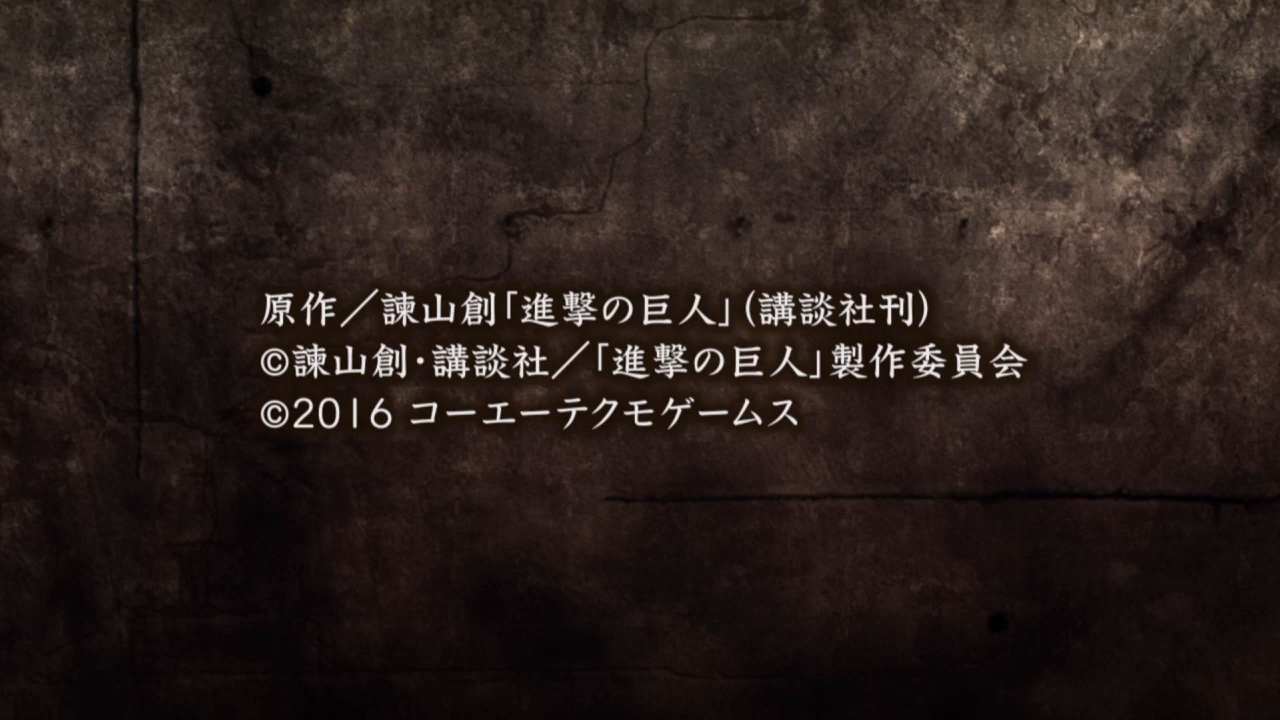 原作／諫山創「進撃の巨人」(講談社刊)
©諫山創・講談社／「進撃の巨人」製作委員会
©2016 コーエーテクモゲームス